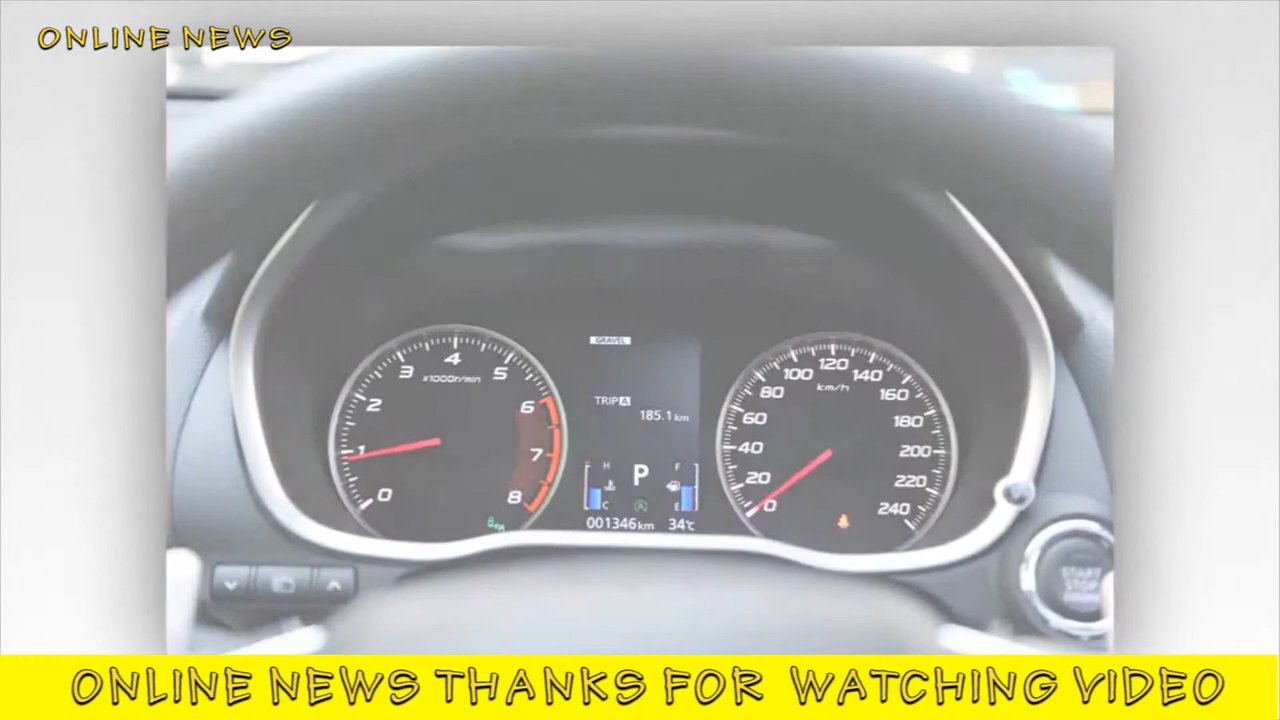 ONLINE NEWS
GRAVEL
4
3 5
x1000r/min
2 6
1 7
0 8
TRIP A
185.1 km
H F
P
C A E
001346 km 34℃
120
100 140
km/h
80 160
60 180
40 200
20 220
0 240
START
STOP
ONLINE NEWS THANKS FOR WATCHING VIDEO